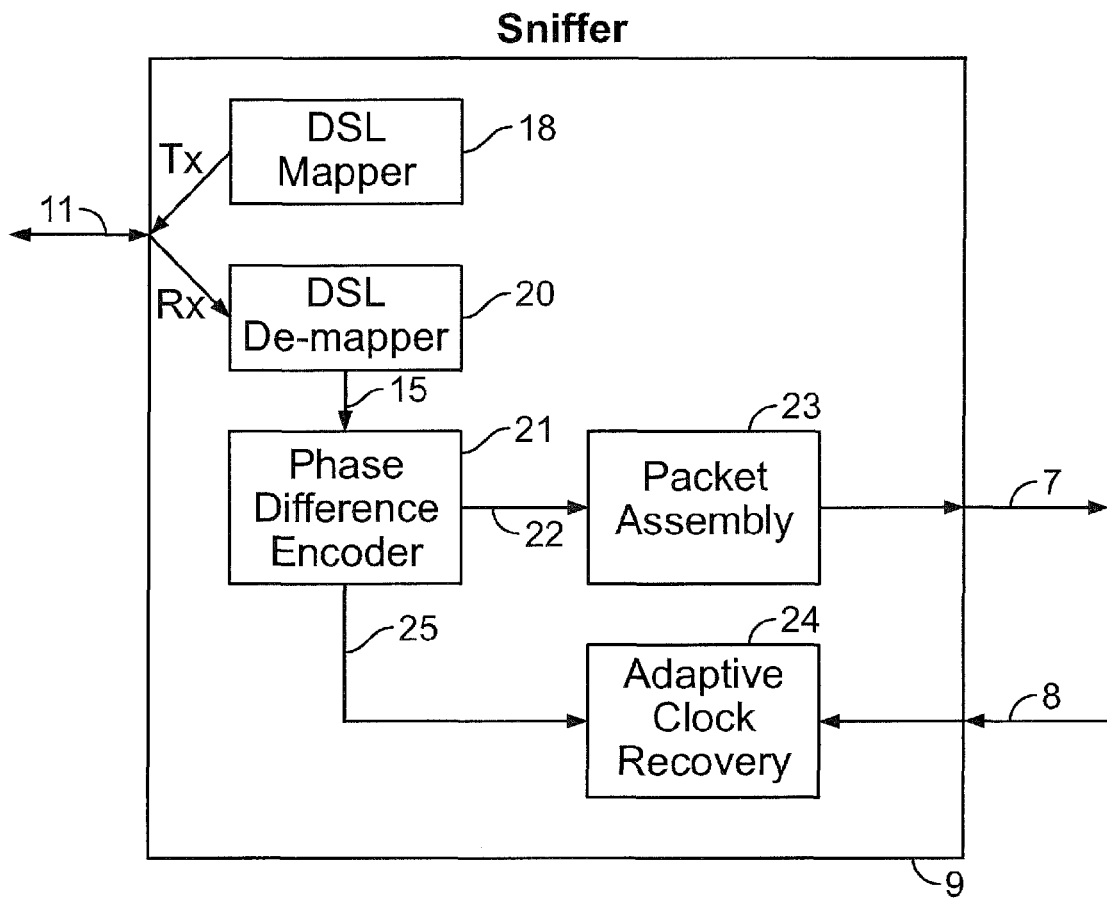 Sniffer
DSL
Mapper
18
Tx
11
Rx
DSL
De-mapper
20
15
21
Phase
Difference
Encoder
22
23
Packet
Assembly
7
25
24
Adaptive
Clock
Recovery
8
9